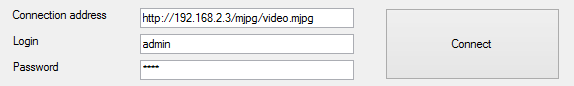 Connection address http://192.168.2.3/mjpg/video.mjpg
Login admin Connect
Password ****